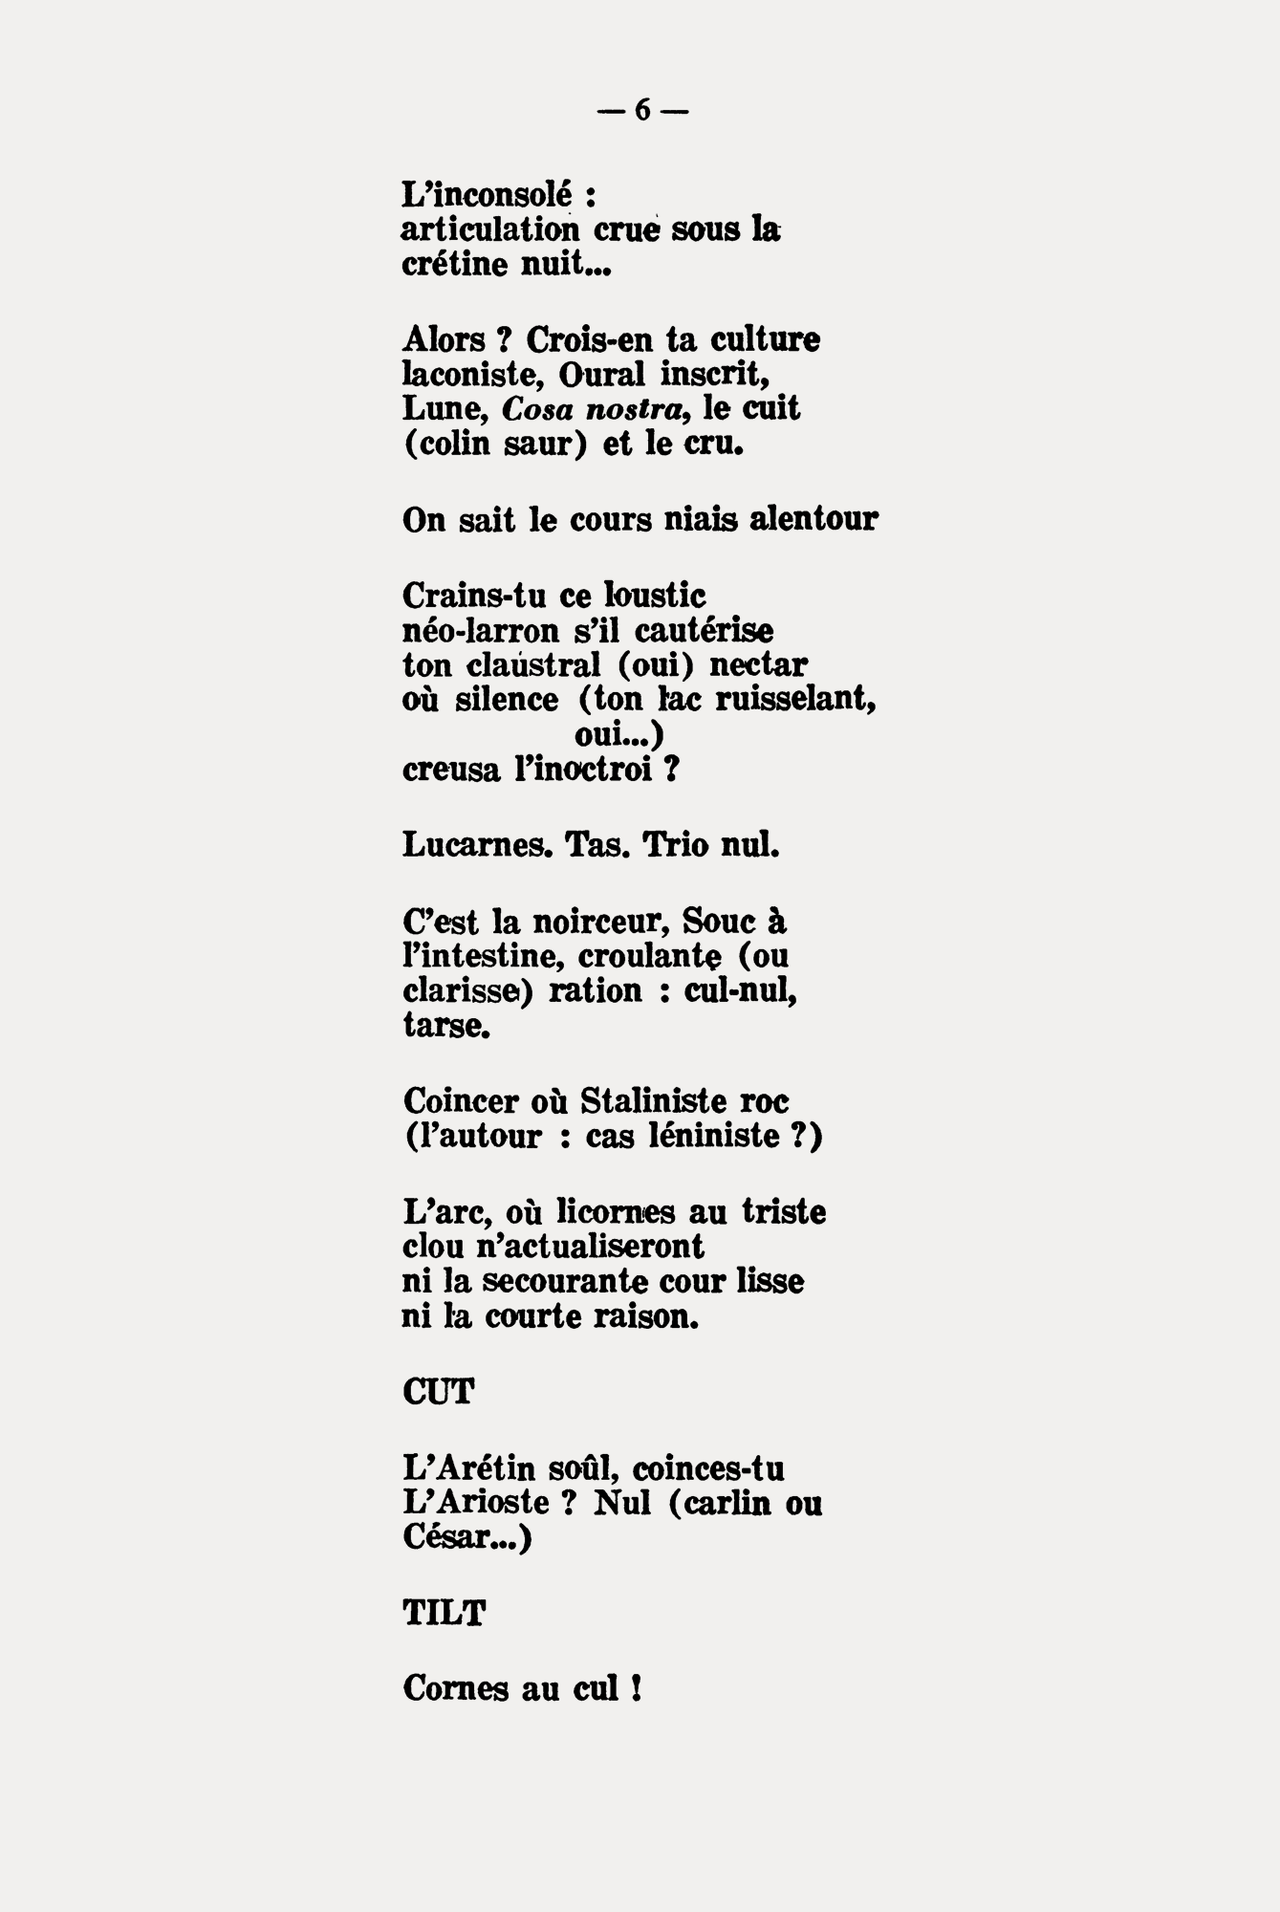 — 6 —
L'inconsolé :
articulation crue sous la
crétine nuit...
Alors ? Crois-en ta culture
laconiste, Oural inscrit,
Lune, Cosa nostra, le cuit
(colin saur) et le cru.
On sait le cours niais alentour
Crains-tu ce loustic
néo-larron s'il cautérise
ton claustral (oui) nectar
où silence (ton lac ruisselant,
oui...)
creusa l'inoctroi ?
Lucarnes. Tas. Trio nul.
C'est la noirceur, Souc à
l'intestine, croulante (ou
clarisse) ration : cul-nul,
tarse.
Coincer où Staliniste roc
(l'autour : cas léniniste ?)
L'arc, où licornes au triste
clou n'actualiseront
ni la secourante cour lisse
ni la courte raison.
CUT
L'Arétin soûl, coinces-tu
L'Arioste ? Nul (carlin ou
César...)
TILT
Cornes au cul !